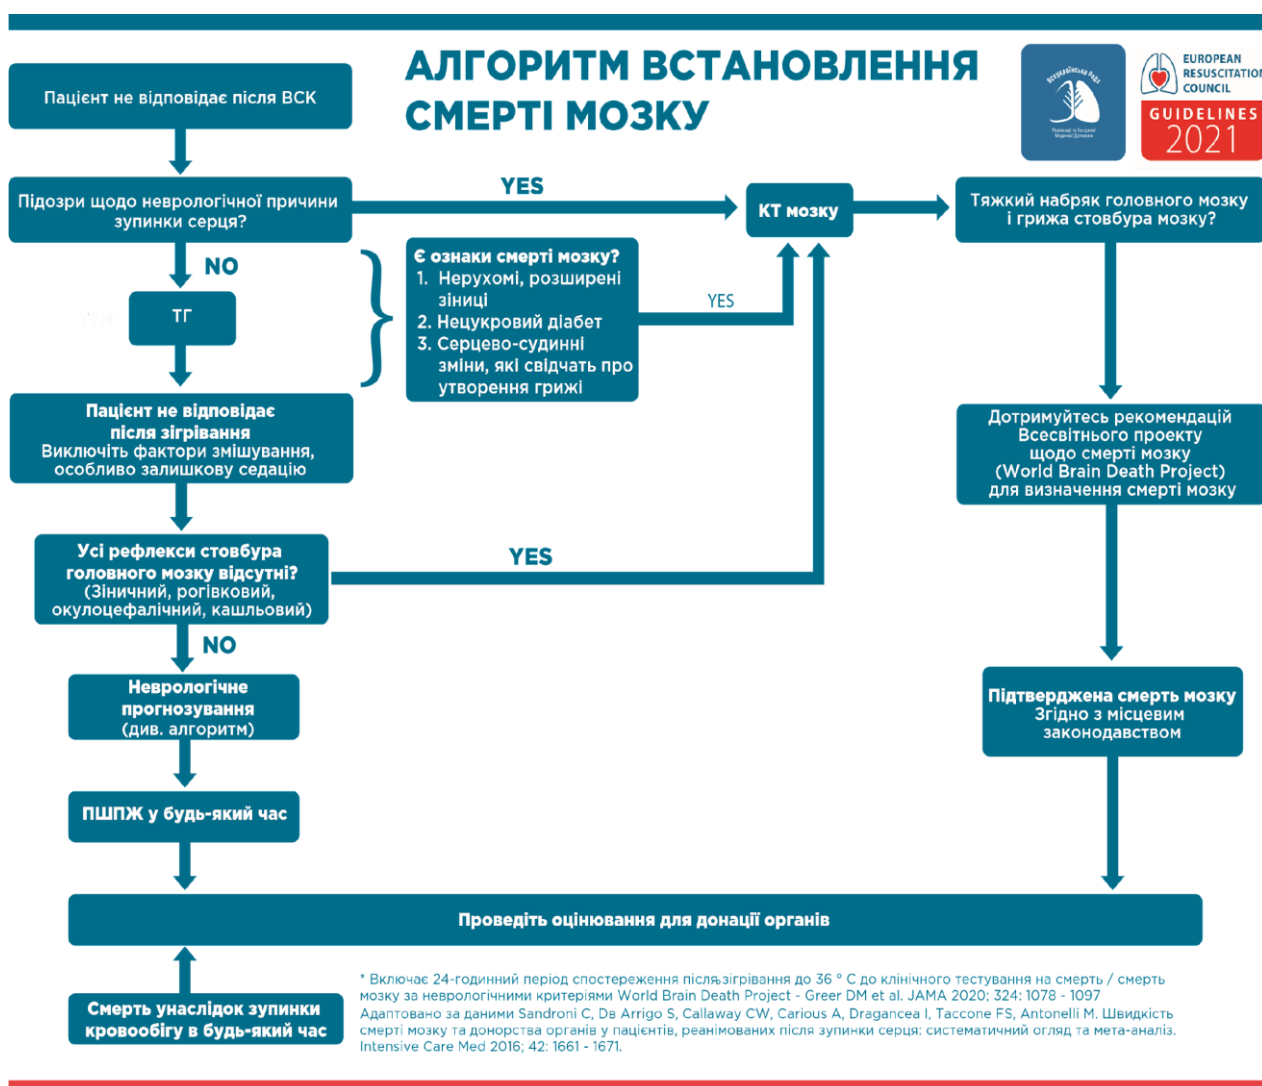 АЛГОРИТМ ВСТАНОВЛЕННЯ
СМЕРТІ МОЗКУ
Всеукраїнська Рада
Реанімації та Екстреної
Медичної Допомоги
EUROPEAN
RESUSCITATION
COUNCIL
GUIDELINES
2021
Пацієнт не відповідає після ВСК
Підозри щодо неврологічної причини
зупинки серця?
YES
КТ мозку
Тяжкий набряк головного мозку
і грижа стовбура мозку?
NO
ТГ
Є ознаки смерті мозку?
1. Нерухомі, розширені
зіниці
2. Нецукровий діабет
3. Серцево-судинні
зміни, які свідчать про
утворення грижі
YES
Пацієнт не відповідає
після зігрівання
Виключіть фактори змішування,
особливо залишкову седацію
Дотримуйтесь рекомендацій
Всесвітнього проекту
щодо смерті мозку
(World Brain Death Project)
для визначення смерті мозку
Усі рефлекси стовбура
головного мозку відсутні?
(Зіничний, рогівковий,
окулоцефалічний, кашльовий)
YES
NO
Неврологічне
прогнозування
(див. алгоритм)
Підтверджена смерть мозку
Згідно з місцевим
законодавством
ПШПЖ у будь-який час
Проведіть оцінювання для донації органів
Смерть унаслідок зупинки
кровообігу в будь-який час
* Включає 24-годинний період спостереження після,зігрівання до 36 ° C до клінічного тестування на смерть / смерть
мозку за неврологічними критеріями World Brain Death Project - Greer DM et al. JAMA 2020; 324: 1078 - 1097
Адаптовано за даними Sandroni C, Dв Arrigo S, Callaway CW, Carious A, Dragancea I, Taccone FS, Antonelli M. Швидкість
смерті мозку та донорства органів у пацієнтів, реанімованих після зупинки серця: систематичний огляд та мета-аналіз.
Intensive Care Med 2016; 42: 1661 - 1671.